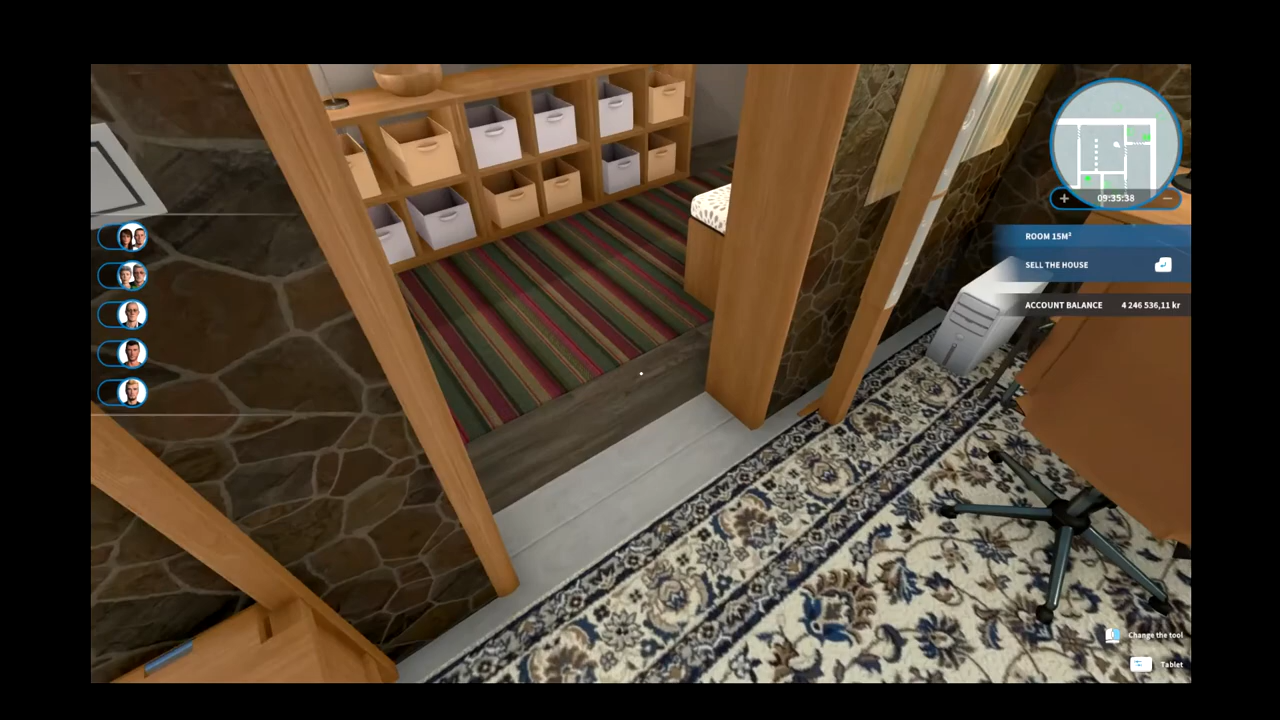 09:35:38
ROOM 15M²
SELL THE HOUSE
ACCOUNT BALANCE 4 246 536,11 kr
Change the tool
Tablet